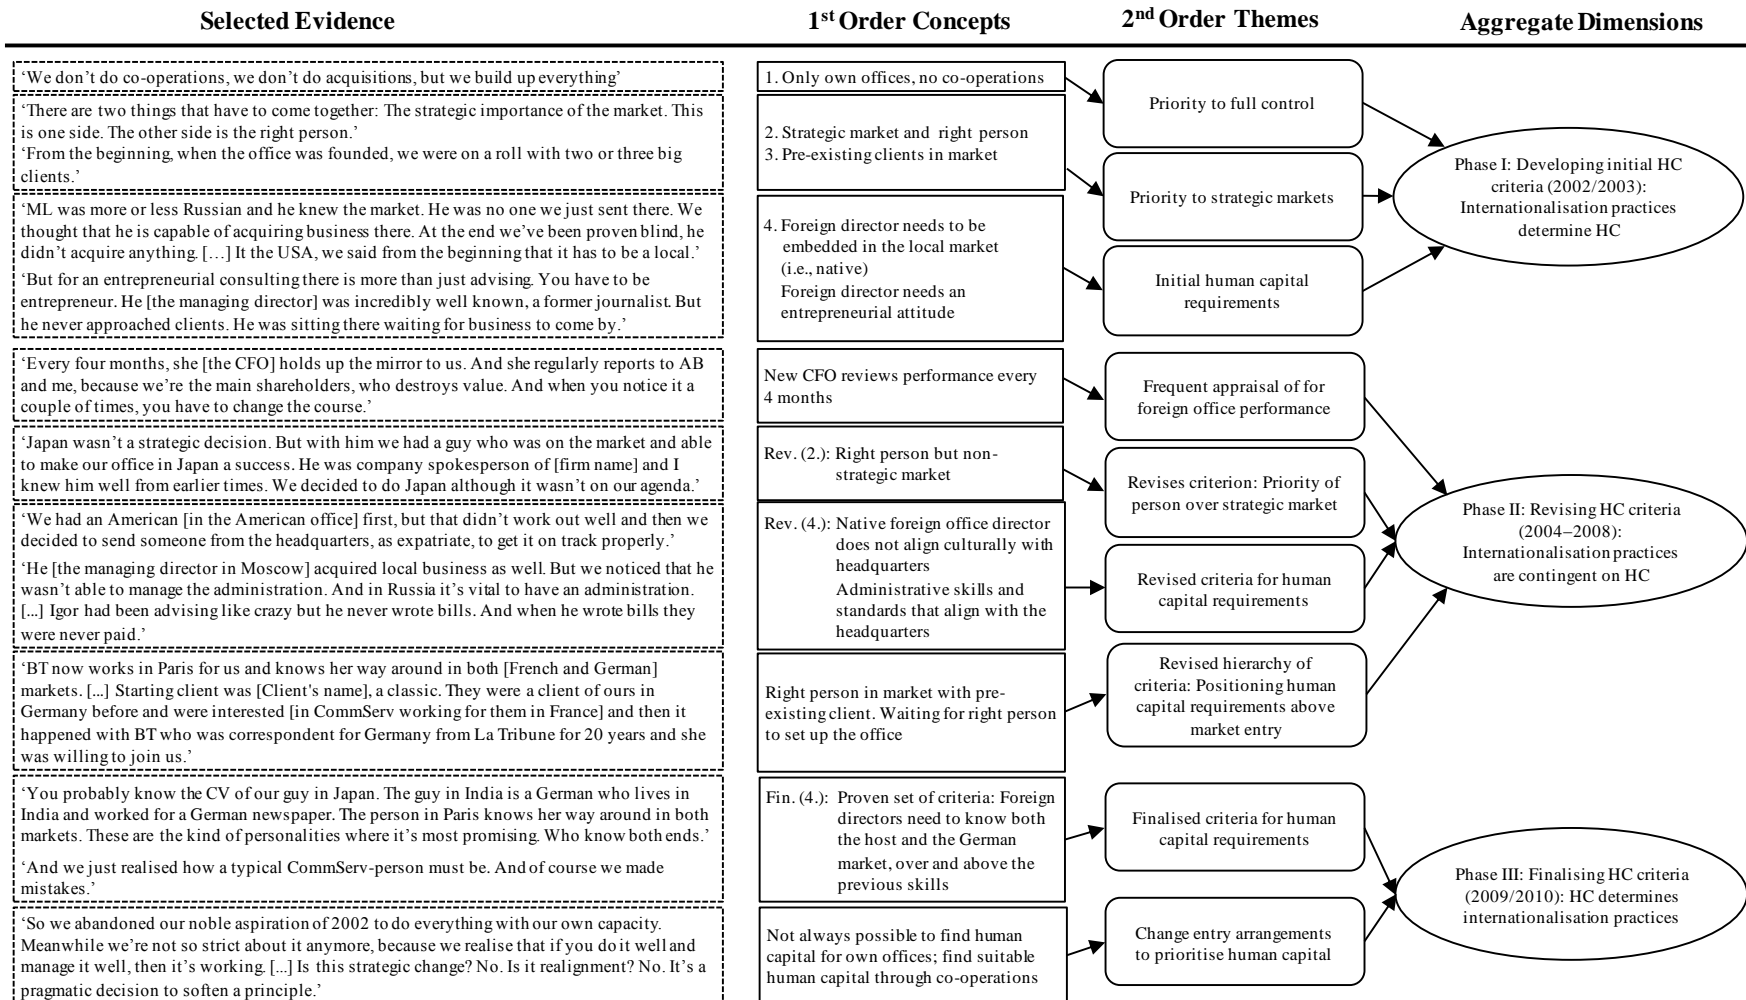 Selected Evidence
1st Order Concepts
2nd Order Themes
Aggregate Dimensions
‘We don’t do co-operations, we don’t do acquisitions, but we build up everything’
‘There are two things that have to come together: The strategic importance of the market. This
is one side. The other side is the right person.’
‘From the beginning, when the office was founded, we were on a roll with two or three big
clients.’
‘ML was more or less Russian and he knew the market. He was no one we just sent there. We
thought that he is capable of acquiring business there. At the end we’ve been proven blind, he
didn’t acquire anything. […] It the USA, we said from the beginning that it has to be a local.’
‘But for an entrepreneurial consulting there is more than just advising. You have to be
entrepreneur. He [the managing director] was incredibly well known, a former journalist. But
he never approached clients. He was sitting there waiting for business to come by.’
1. Only own offices, no co-operations
2. Strategic market and right person
3. Pre-existing clients in market
4. Foreign director needs to be
embedded in the local market
(i.e., native)
Foreign director needs an
entrepreneurial attitude
Priority to full control
Priority to strategic markets
Initial human capital
requirements
Phase I: Developing initial HC
criteria (2002/2003):
Internationalisation practices
determine HC
‘Every four months, she [the CFO] holds up the mirror to us. And she regularly reports to AB
and me, because we’re the main shareholders, who destroys value. And when you notice it a
couple of times, you have to change the course.’
‘Japan wasn’t a strategic decision. But with him we had a guy who was on the market and able
to make our office in Japan a success. He was company spokesperson of [firm name] and I
knew him well from earlier times. We decided to do Japan although it wasn’t on our agenda.’
‘We had an American [in the American office] first, but that didn’t work out well and then we
decided to send someone from the headquarters, as expatriate, to get it on track properly.’
‘He [the managing director in Moscow] acquired local business as well. But we noticed that he
wasn’t able to manage the administration. And in Russia it’s vital to have an administration.
[...] Igor had been advising like crazy but he never wrote bills. And when he wrote bills they
were never paid.’
‘BT now works in Paris for us and knows her way around in both [French and German]
markets. [...] Starting client was [Client's name], a classic. They were a client of ours in
Germany before and were interested [in CommServ working for them in France] and then it
happened with BT who was correspondent for Germany from La Tribune for 20 years and she
was willing to join us.’
New CFO reviews performance every
4 months
Rev. (2.): Right person but non-
strategic market
Rev. (4.): Native foreign office director
does not align culturally with
headquarters
Administrative skills and
standards that align with the
headquarters
Right person in market with pre-
existing client. Waiting for right person
to set up the office
Frequent appraisal of for
foreign office performance
Revises criterion: Priority of
person over strategic market
Revised criteria for human
capital requirements
Revised hierarchy of
criteria: Positioning human
capital requirements above
market entry
Phase II: Revising HC criteria
(2004–2008):
Internationalisation practices
are contingent on HC
‘You probably know the CV of our guy in Japan. The guy in India is a German who lives in
India and worked for a German newspaper. The person in Paris knows her way around in both
markets. These are the kind of personalities where it’s most promising. Who know both ends.’
‘And we just realised how a typical CommServ-person must be. And of course we made
mistakes.’
‘So we abandoned our noble aspiration of 2002 to do everything with our own capacity.
Meanwhile we’re not so strict about it anymore, because we realise that if you do it well and
manage it well, then it’s working. [...] Is this strategic change? No. Is it realignment? No. It’s a
pragmatic decision to soften a principle.’
Fin. (4.): Proven set of criteria: Foreign
directors need to know both
the host and the German
market, over and above the
previous skills
Not always possible to find human
capital for own offices; find suitable
human capital through co-operations
Finalised criteria for human
capital requirements
Change entry arrangements
to prioritise human capital
Phase III: Finalising HC criteria
(2009/2010): HC determines
internationalisation practices